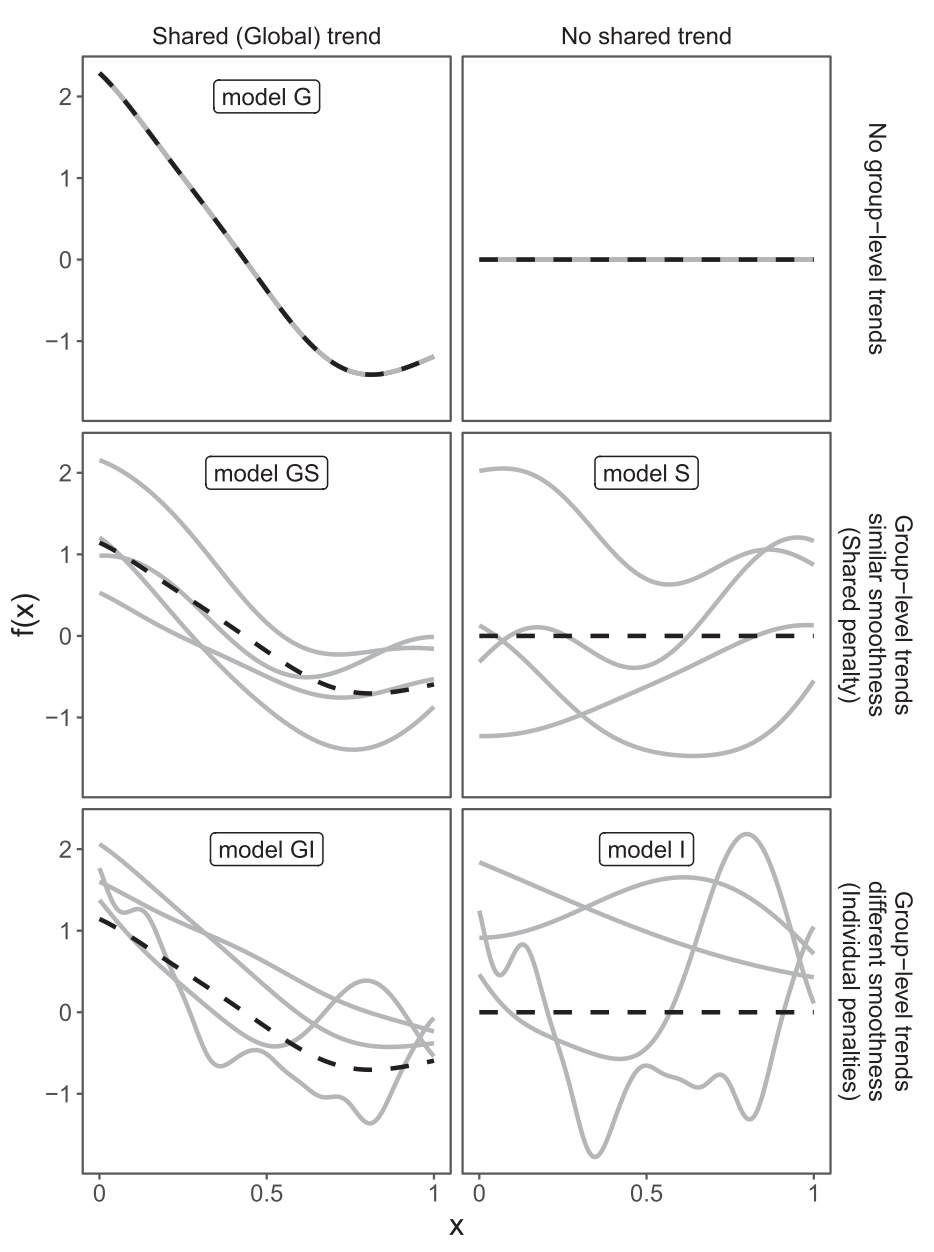 Shared (Global) trend
No shared trend
model G
2
1
0
−1
No group−level trends
model GS
model S
2
1
0
−1
f(x)
Group−level trends
similar smoothness
(Shared penalty)
model GI
model I
2
1
0
−1
Group−level trends
different smoothness
(Individual penalties)
0
0.5
1
0
0.5
1
x